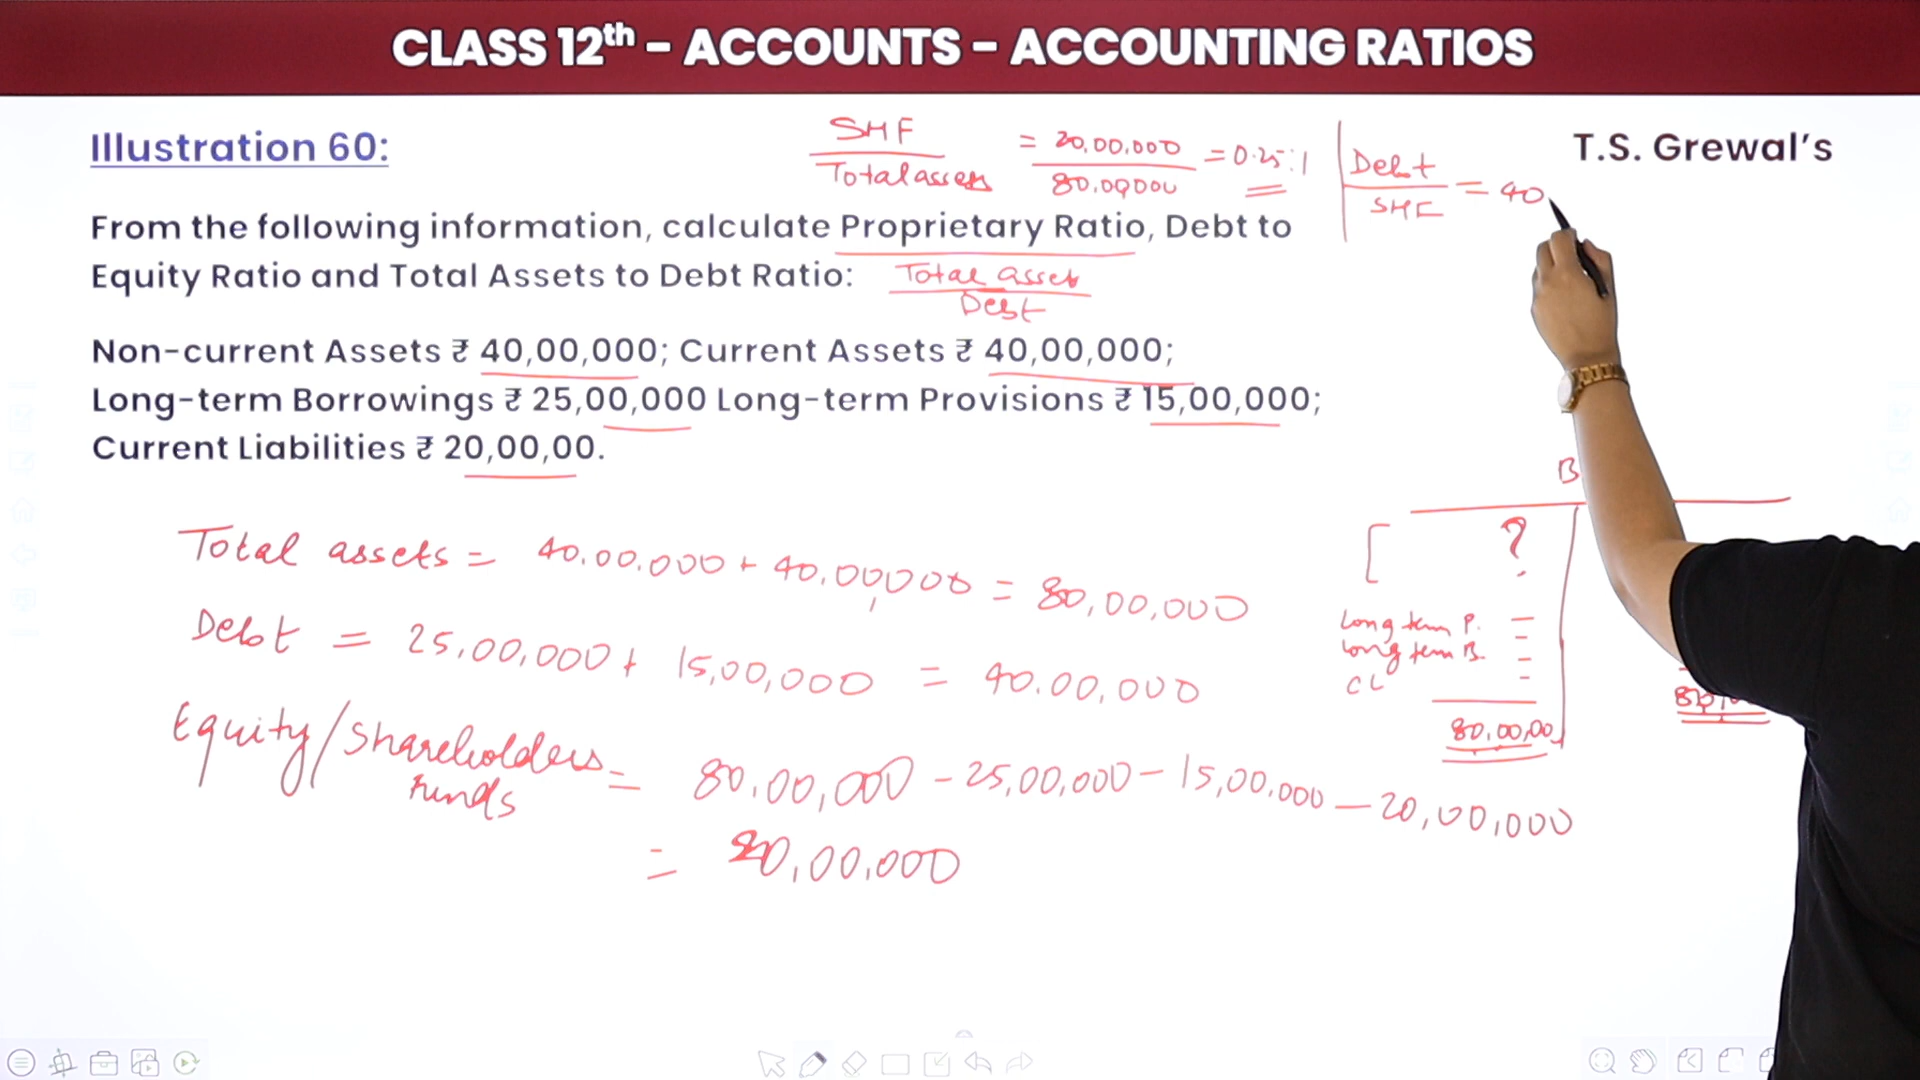 CLASS 12th – ACCOUNTS – ACCOUNTING RATIOS
Illustration 60:
T.S. Grewal's
SHF
Total assets
= 20,00,000
80,00,000
= 0.25:1
Debt
SHF
= 40
From the following information, calculate Proprietary Ratio, Debt to
Equity Ratio and Total Assets to Debt Ratio:
Total asset
Debt
Non-current Assets ₹ 40,00,000; Current Assets ₹ 40,00,000;
Long-term Borrowings ₹ 25,00,000 Long-term Provisions ₹ 15,00,000;
Current Liabilities ₹ 20,00,00.
Total assets = 40,00,000 + 40,00,000 = 80,00,000
Debt = 25,00,000 + 15,00,000 = 40,00,000
Equity/Shareholders funds = 80,00,000 – 25,00,000 – 15,00,000 – 20,00,000
= 20,00,000
B
?
Long term P. –
Long term B. –
CL –
80,00,00